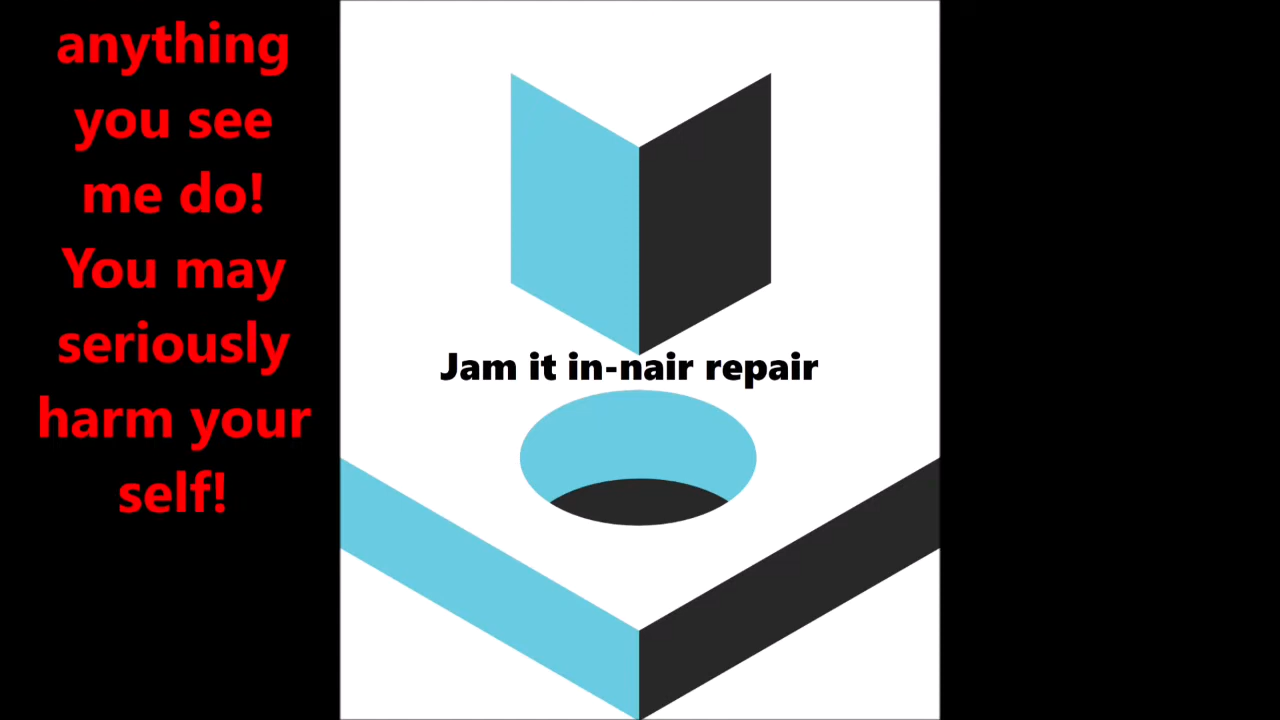 anything
you see
me do!
You may
seriously
harm your
self!
Jam it in-nair repair